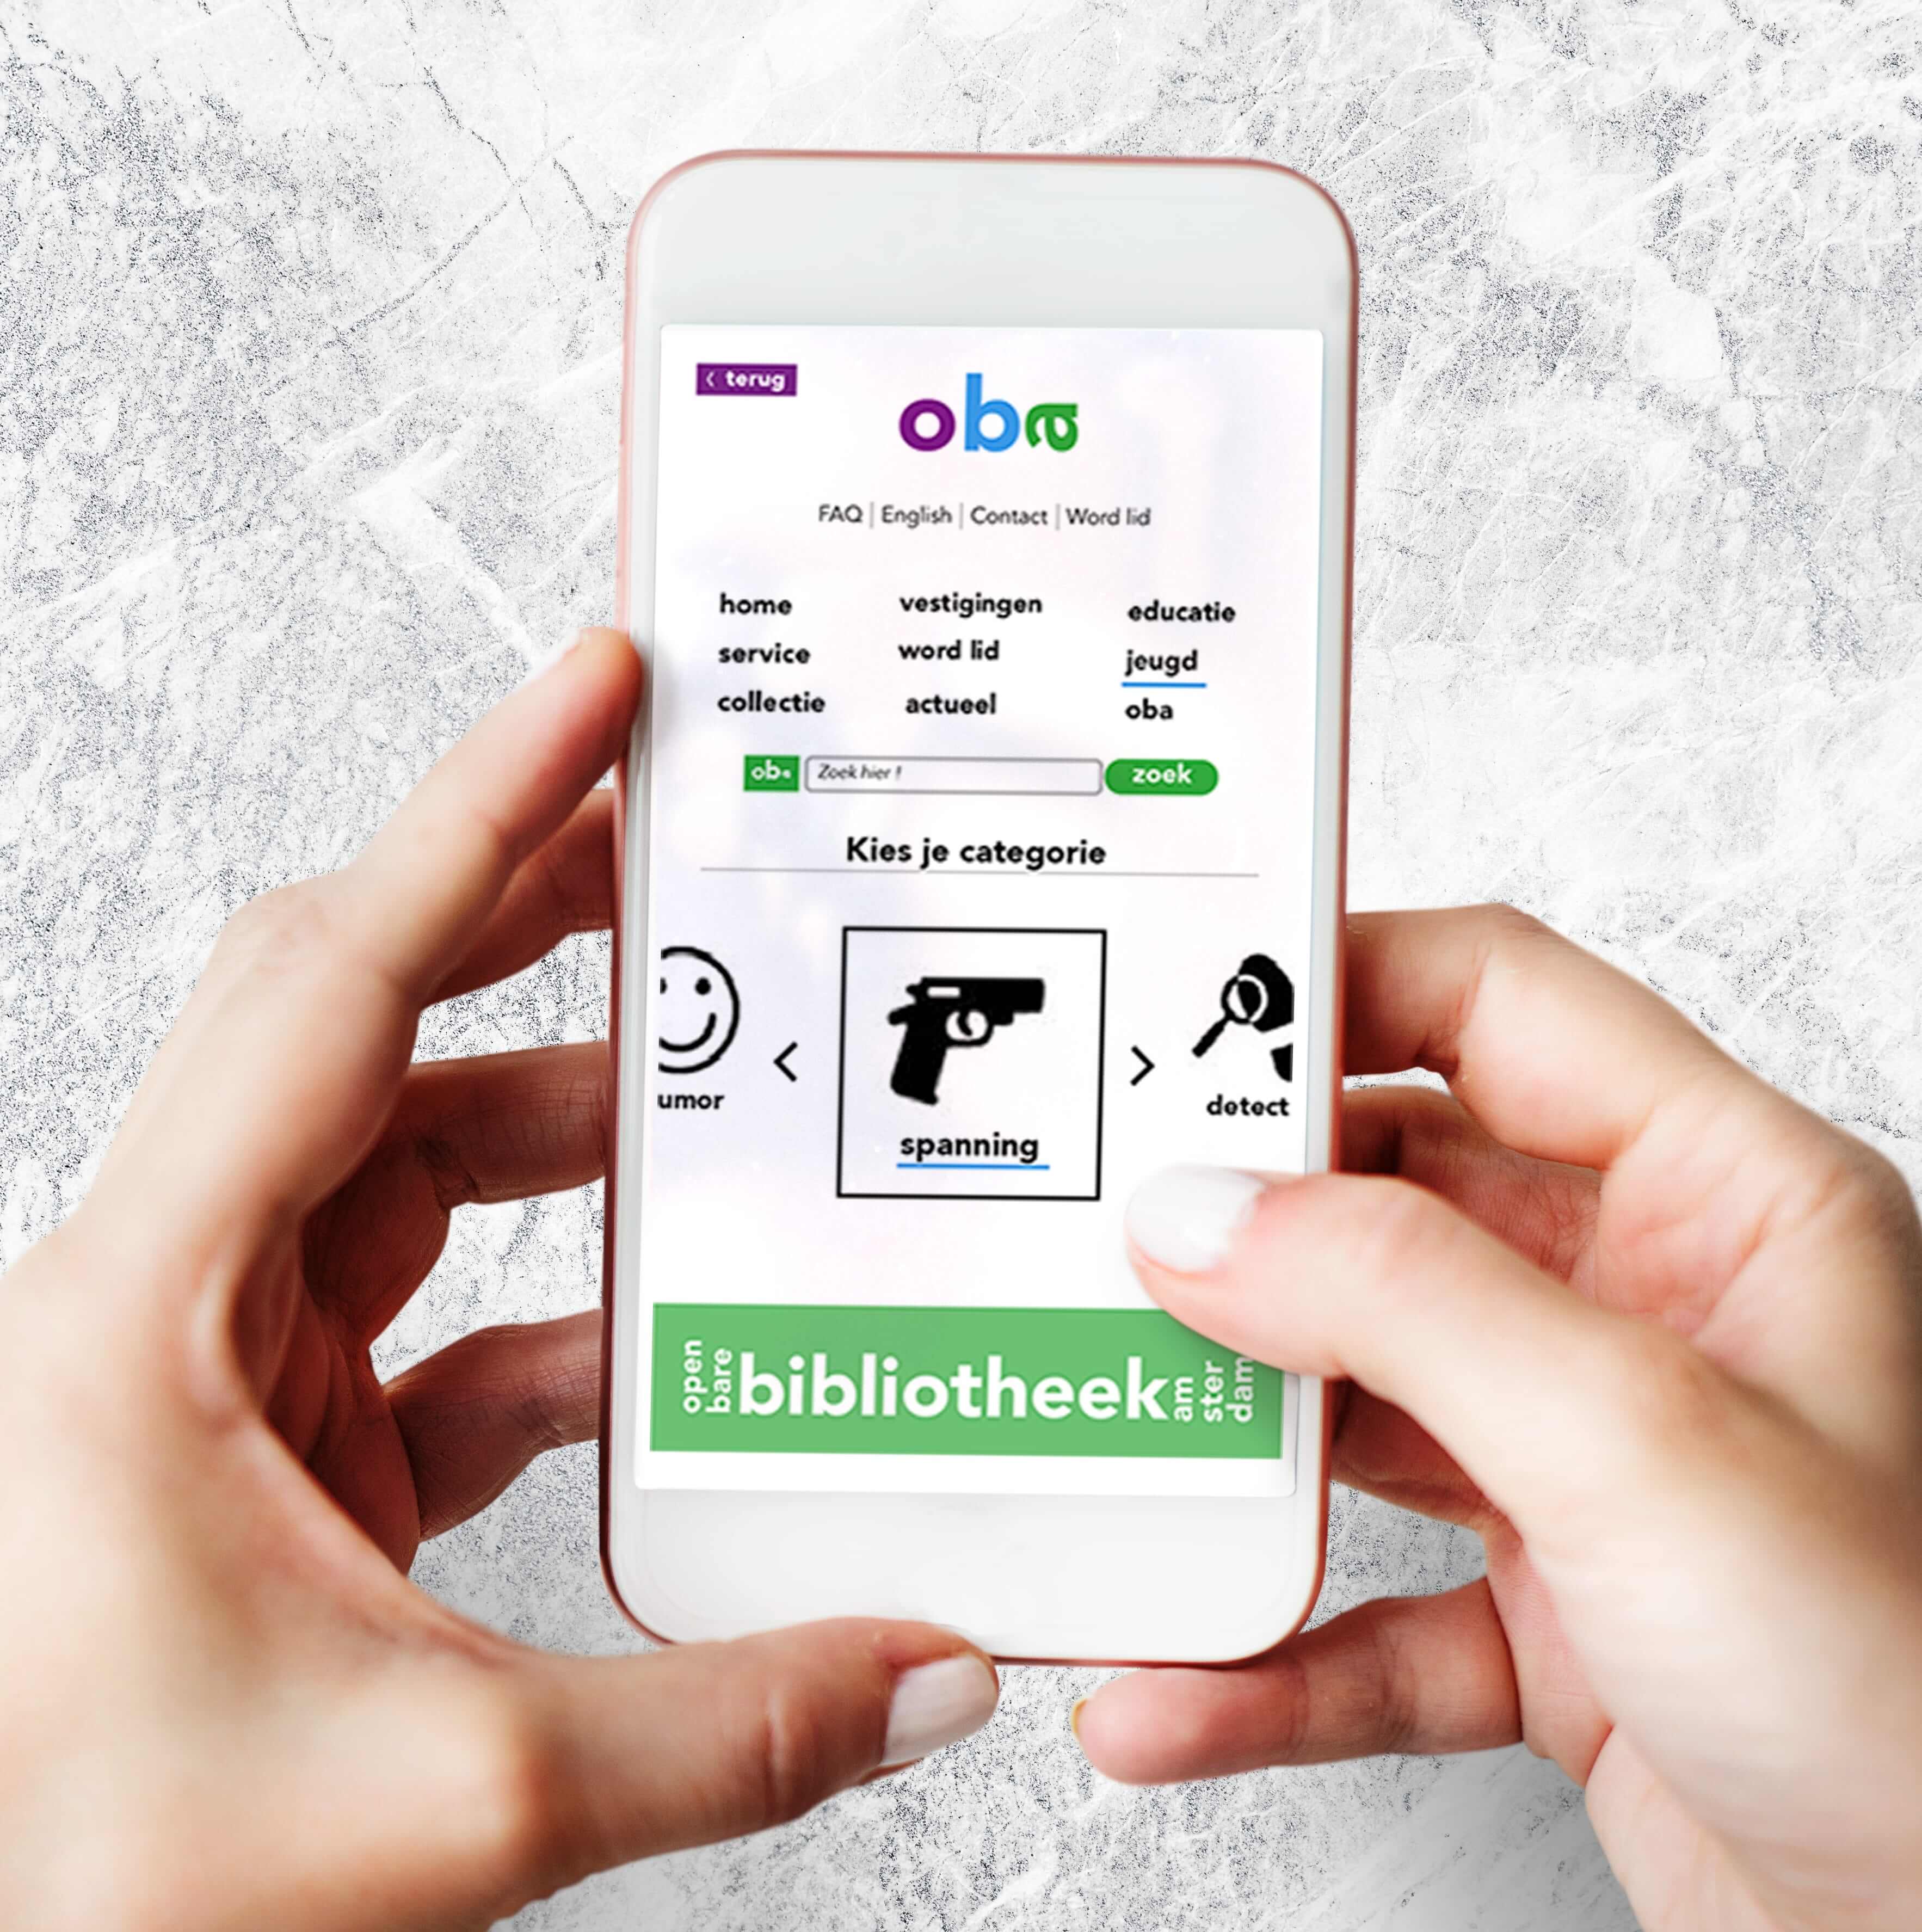 ‹ terug
oba
FAQ | English | Contact | Word lid
home vestigingen educatie
service word lid jeugd
collectie actueel oba
oba Zoek hier ! zoek
Kies je categorie
umor < spanning > detect
open
bare
bibliotheek
am
ster
dam